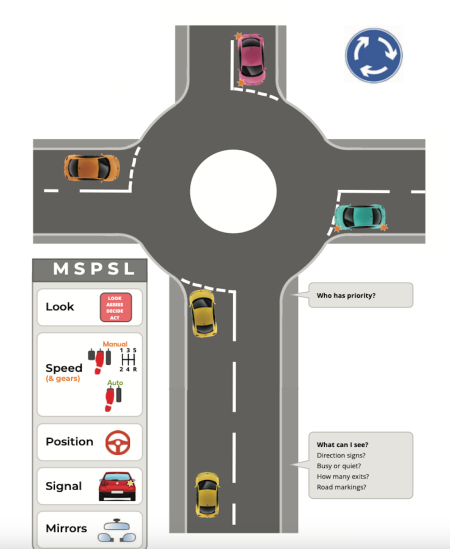 MSPSL
Look
LOOK
ASSESS
DECIDE
ACT
Manual
1 3 5
2 4 R
Speed
(& gears)
Auto
Position
Signal
Mirrors
Who has priority?
What can I see?
Direction signs?
Busy or quiet?
How many exits?
Road markings?